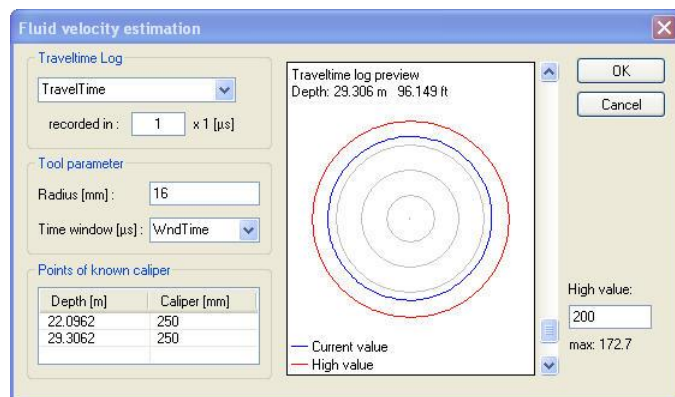 Fluid velocity estimation
Traveltime Log
TravelTime
recorded in : 1 x 1 [µs]
Tool parameter
Radius [mm] : 16
Time window [µs] : WndTime
Points of known caliper
Depth [m] Caliper [mm]
22.0962 250
29.3062 250
Traveltime log preview
Depth: 29.306 m 96.149 ft
Current value
High value
OK
Cancel
High value:
200
max: 172.7